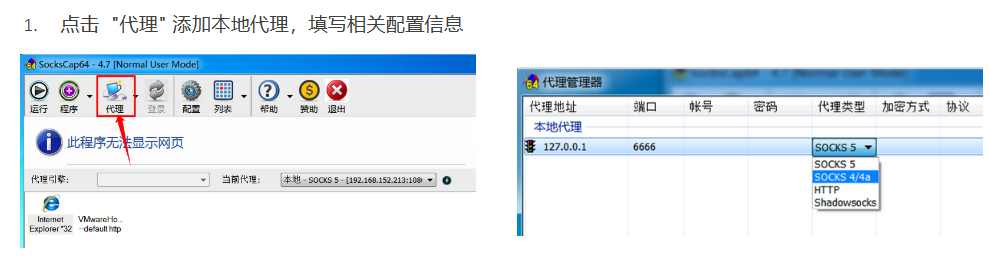 1. 点击 "代理" 添加本地代理，填写相关配置信息
SocksCap64 - 4.7 [Normal User Mode]
运行 程序 代理 登录 配置 列表 帮助 赞助 退出
此程序无法显示网页
代理引擎: 当前代理: 本地 - SOCKS 5 - [192.168.152.213:108
Internet Explorer *32
VMwareHo... --default http
代理管理器
代理地址 端口 帐号 密码 代理类型 加密方式 协议
本地代理
127.0.0.1 6666 SOCKS 5
SOCKS 5
SOCKS 4/4a
HTTP
Shadowsocks